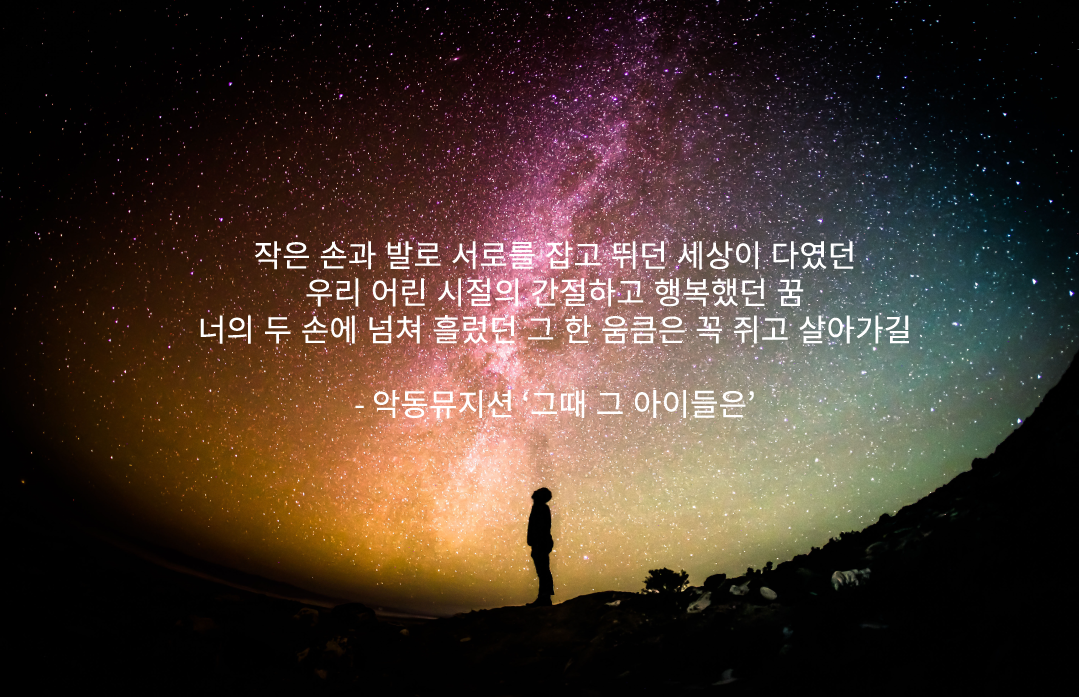 작은 손과 발로 서로를 잡고 뛰던 세상이 다였던
우리 어린 시절의 간절하고 행복했던 꿈
너의 두 손에 넘쳐 흘렀던 그 한 움큼은 꼭 쥐고 살아가길
- 악동뮤지션 ‘그때 그 아이들은’